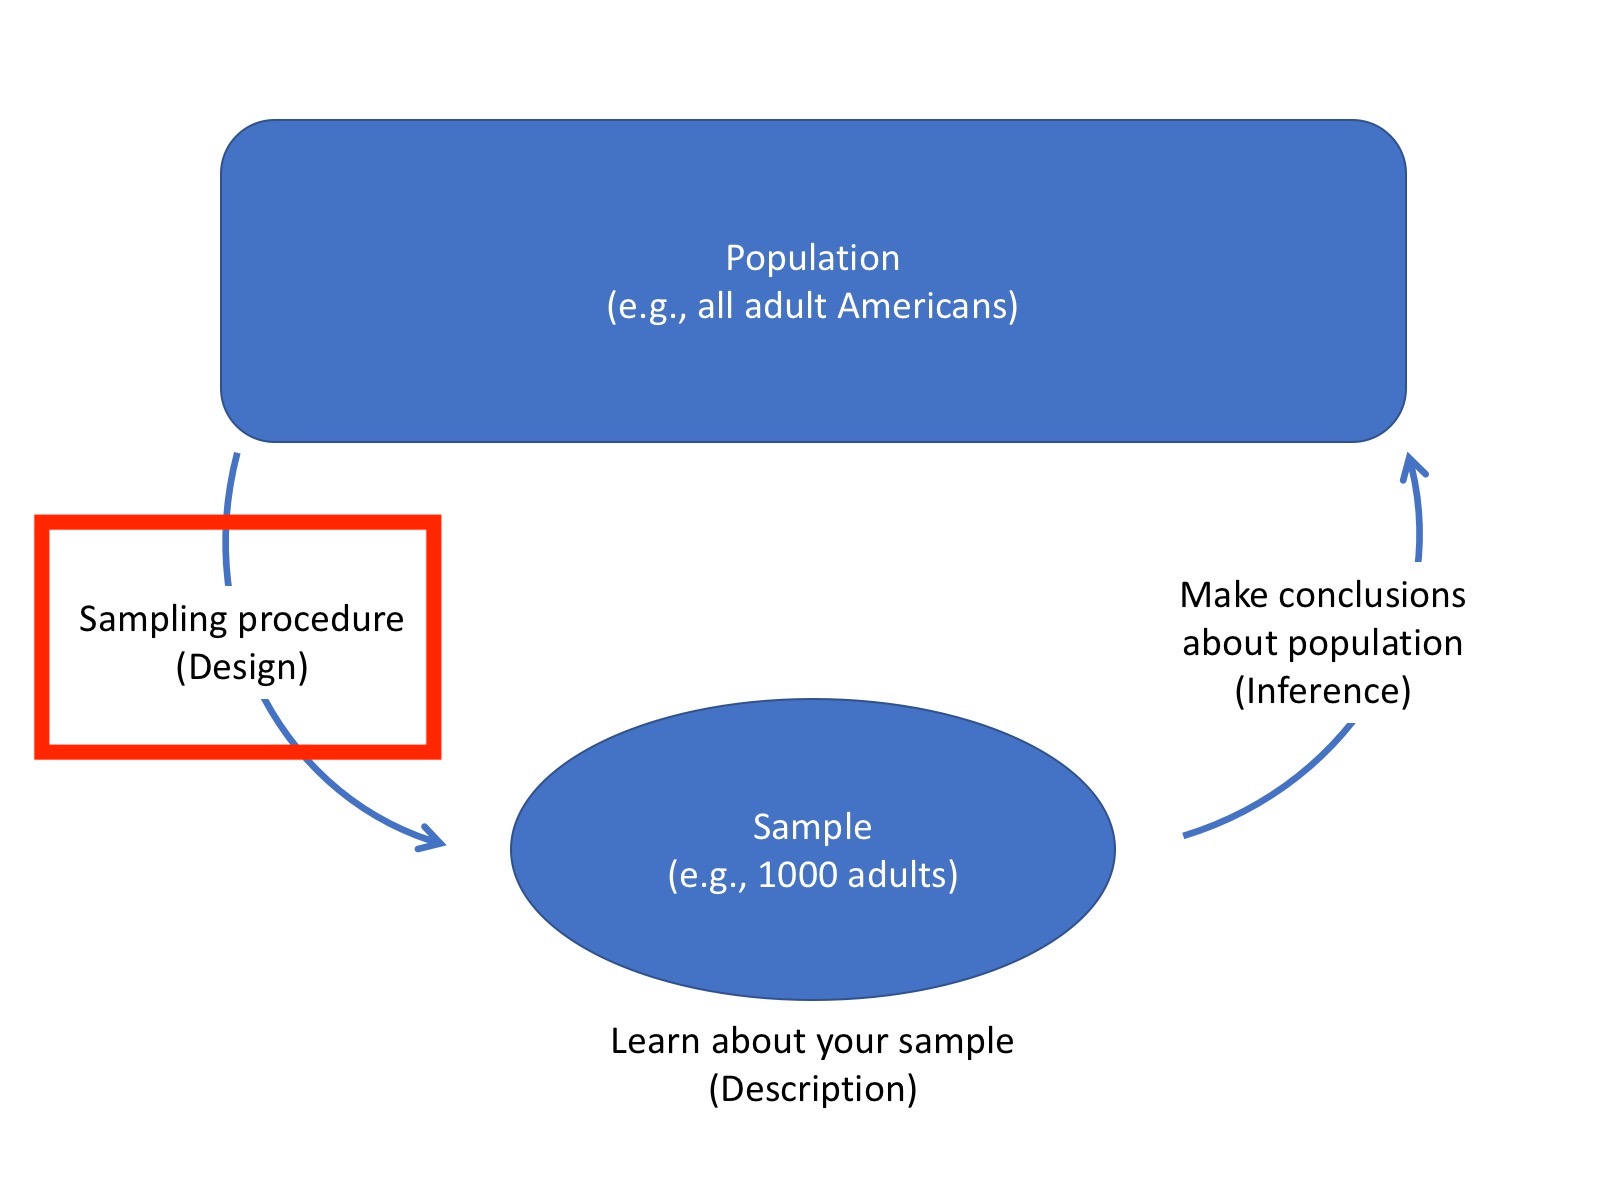 Population
(e.g., all adult Americans)
Sampling procedure
(Design)
Make conclusions
about population
(Inference)
Sample
(e.g., 1000 adults)
Learn about your sample
(Description)